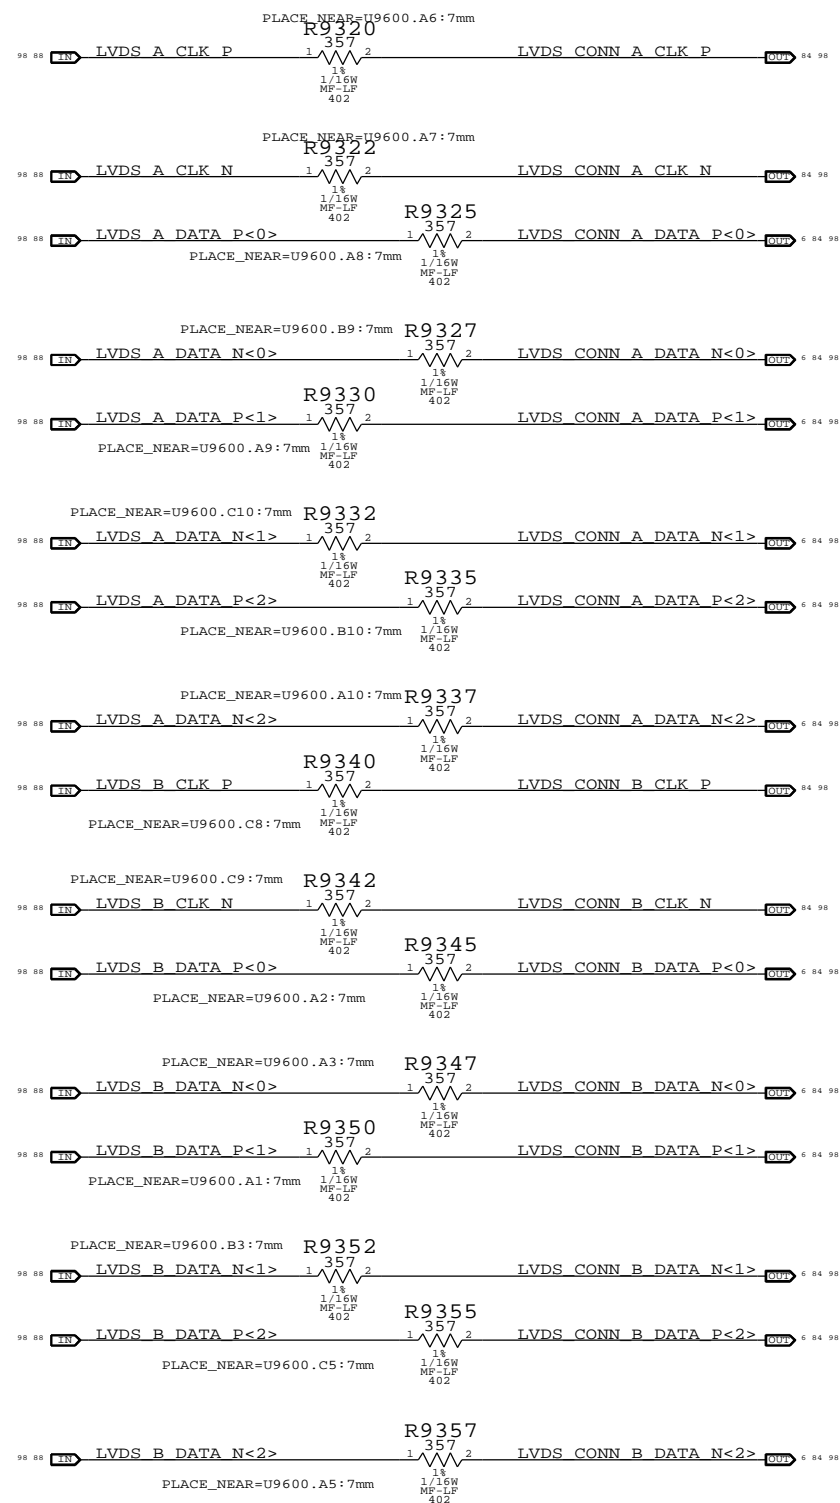 PLACE_NEAR=U9600.A6:7mm
R9320
357
98 88 IN LVDS_A_CLK_P 1 2 LVDS_CONN_A_CLK_P OUT 84 98
1%
1/16W
MF-LF
402
PLACE_NEAR=U9600.A7:7mm
R9322
357
98 88 IN LVDS_A_CLK_N 1 2 LVDS_CONN_A_CLK_N OUT 84 98
1%
1/16W
MF-LF
402
R9325
357
98 88 IN LVDS_A_DATA_P<0> 1 2 LVDS_CONN_A_DATA_P<0> OUT 6 84 98
PLACE_NEAR=U9600.A8:7mm
1%
1/16W
MF-LF
402
PLACE_NEAR=U9600.B9:7mm R9327
357
98 88 IN LVDS_A_DATA_N<0> 1 2 LVDS_CONN_A_DATA_N<0> OUT 6 84 98
1%
1/16W
MF-LF
402
R9330
357
98 88 IN LVDS_A_DATA_P<1> 1 2 LVDS_CONN_A_DATA_P<1> OUT 6 84 98
1%
PLACE_NEAR=U9600.A9:7mm 1/16W
MF-LF
402
PLACE_NEAR=U9600.C10:7mm R9332
357
98 88 IN LVDS_A_DATA_N<1> 1 2 LVDS_CONN_A_DATA_N<1> OUT 6 84 98
1%
1/16W
MF-LF
402
R9335
357
98 88 IN LVDS_A_DATA_P<2> 1 2 LVDS_CONN_A_DATA_P<2> OUT 6 84 98
1%
PLACE_NEAR=U9600.B10:7mm 1/16W
MF-LF
402
PLACE_NEAR=U9600.A10:7mm R9337
357
98 88 IN LVDS_A_DATA_N<2> 1 2 LVDS_CONN_A_DATA_N<2> OUT 6 84 98
1%
1/16W
MF-LF
402
R9340
357
98 88 IN LVDS_B_CLK_P 1 2 LVDS_CONN_B_CLK_P OUT 84 98
1%
1/16W
PLACE_NEAR=U9600.C8:7mm MF-LF
402
PLACE_NEAR=U9600.C9:7mm R9342
357
98 88 IN LVDS_B_CLK_N 1 2 LVDS_CONN_B_CLK_N OUT 84 98
1%
1/16W
MF-LF
402
R9345
357
98 88 IN LVDS_B_DATA_P<0> 1 2 LVDS_CONN_B_DATA_P<0> OUT 6 84 98
1%
PLACE_NEAR=U9600.A2:7mm 1/16W
MF-LF
402
PLACE_NEAR=U9600.A3:7mm R9347
357
98 88 IN LVDS_B_DATA_N<0> 1 2 LVDS_CONN_B_DATA_N<0> OUT 6 84 98
1%
1/16W
MF-LF
402
R9350
357
98 88 IN LVDS_B_DATA_P<1> 1 2 LVDS_CONN_B_DATA_P<1> OUT 6 84 98
1%
PLACE_NEAR=U9600.A1:7mm 1/16W
MF-LF
402
PLACE_NEAR=U9600.B3:7mm R9352
357
98 88 IN LVDS_B_DATA_N<1> 1 2 LVDS_CONN_B_DATA_N<1> OUT 6 84 98
1%
1/16W
MF-LF
402
R9355
357
98 88 IN LVDS_B_DATA_P<2> 1 2 LVDS_CONN_B_DATA_P<2> OUT 6 84 98
1%
PLACE_NEAR=U9600.C5:7mm 1/16W
MF-LF
402
R9357
357
98 88 IN LVDS_B_DATA_N<2> 1 2 LVDS_CONN_B_DATA_N<2> OUT 6 84 98
1%
PLACE_NEAR=U9600.A5:7mm 1/16W
MF-LF
402